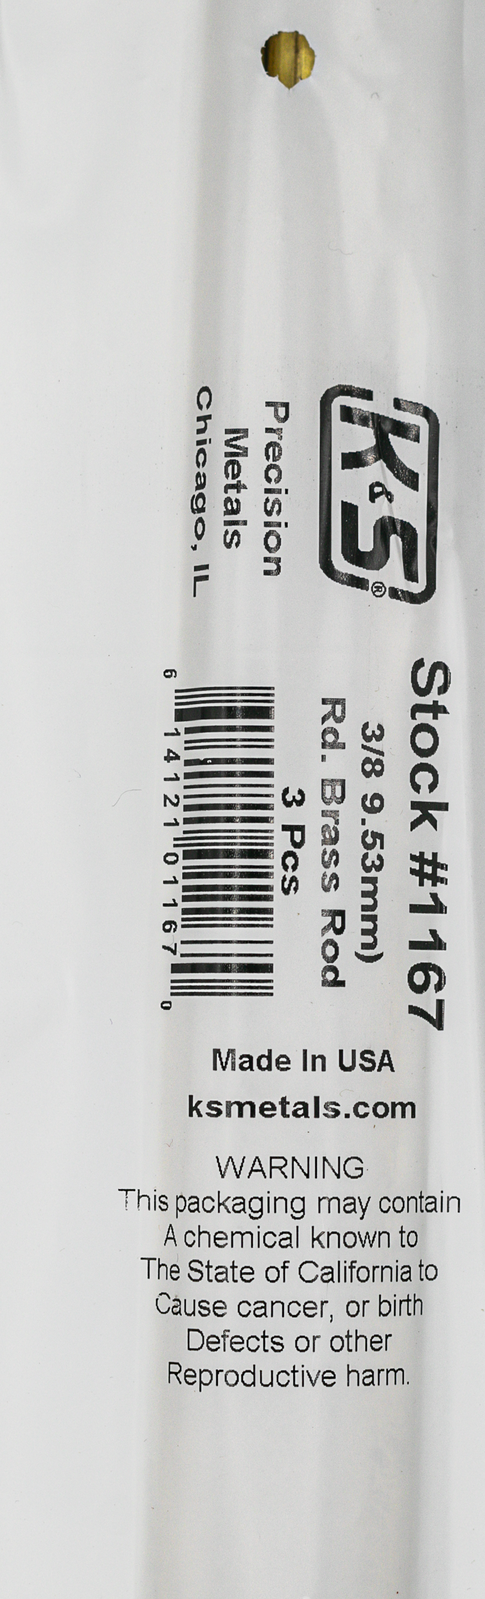 K&S®
Precision
Metals
Chicago, IL
Stock #1167
3/8 9.53mm)
Rd. Brass Rod
3 Pcs
6 14121 01167 0
Made In USA
ksmetals.com
WARNING
This packaging may contain
A chemical known to
The State of California to
Cause cancer, or birth
Defects or other
Reproductive harm.